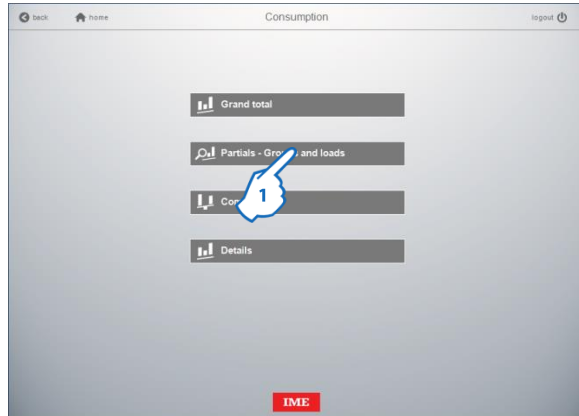 back home Consumption logout
Grand total
Partials - Gro and loads
1
Co
Details
IME